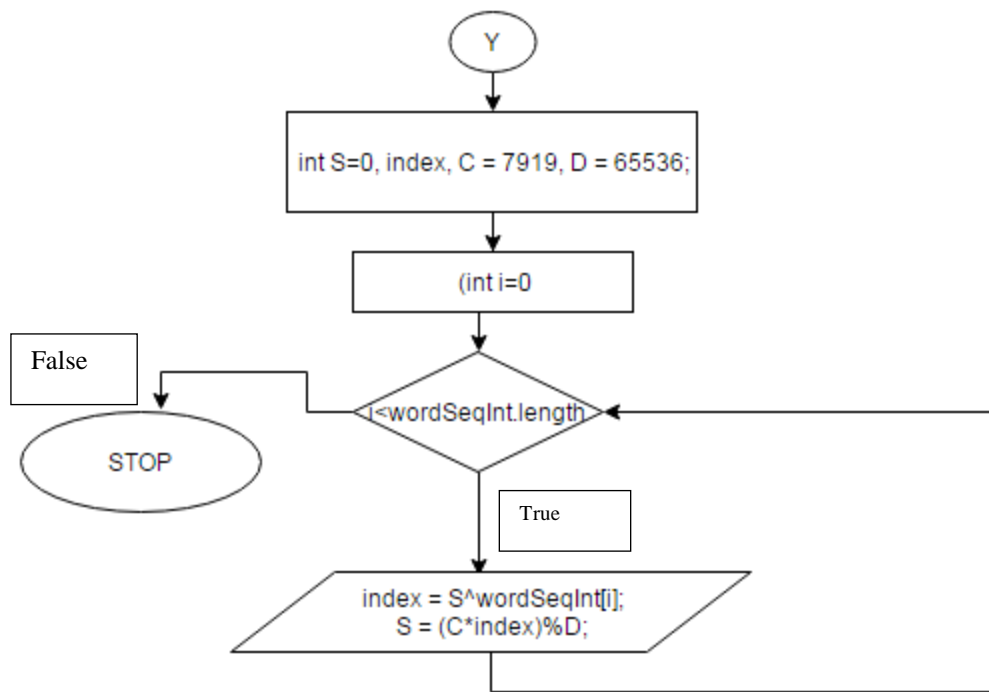 Y
int S=0, index, C = 7919, D = 65536;
(int i=0
False
i<wordSeqInt.length
STOP
True
index = S^wordSeqInt[i];
S = (C*index)%D;